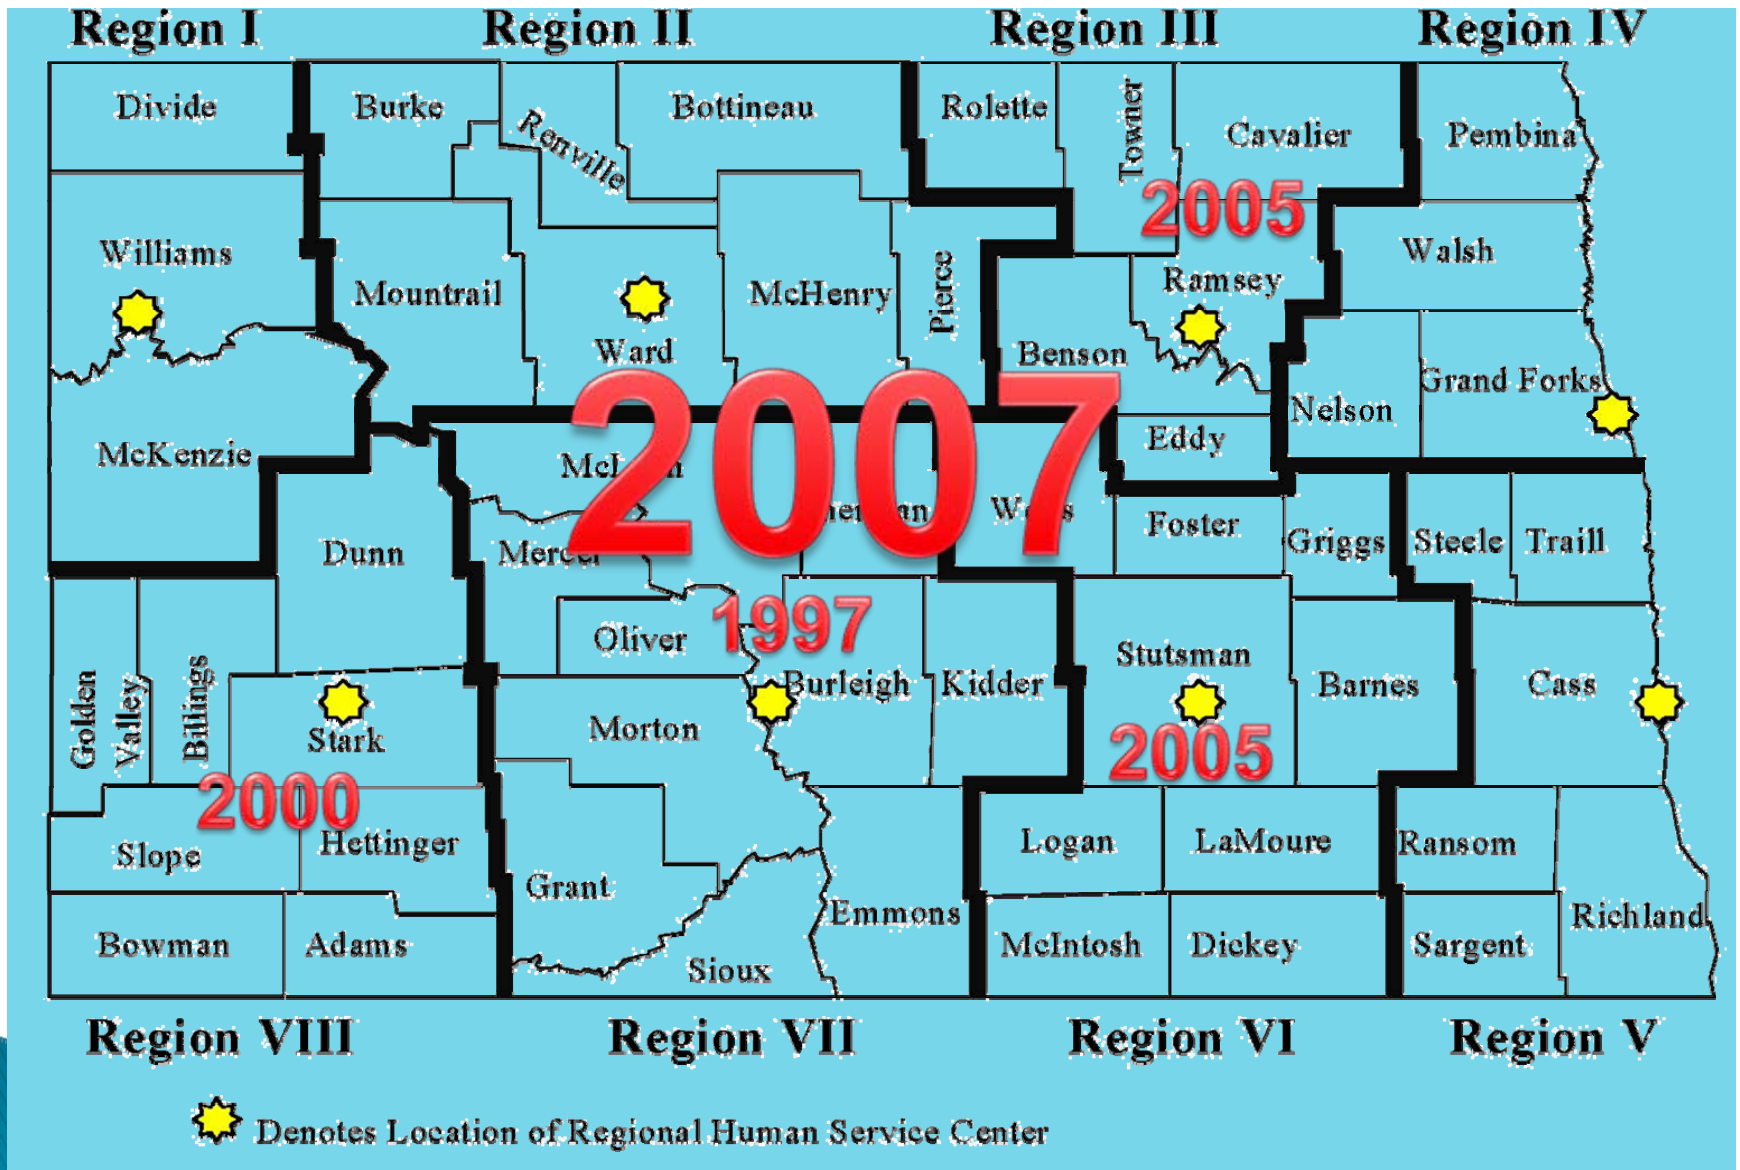 Region I Region II Region III Region IV
Divide Burke Renville Bottineau Rolette Towner Cavalier Pembina
2005
Williams Mountrail Ward McHenry Pierce Benson Ramsey Walsh
McKenzie Nelson Grand Forks
2007
Eddy
Dunn Foster Griggs Steele Traill
1997
Oliver Burleigh Kidder Stutsman Barnes Cass
Golden Valley Billings Stark Morton
2005
2000
Slope Hettinger Grant Logan LaMoure Ransom
Bowman Adams Sioux Emmons McIntosh Dickey Sargent Richland
Region VIII Region VII Region VI Region V
Denotes Location of Regional Human Service Center